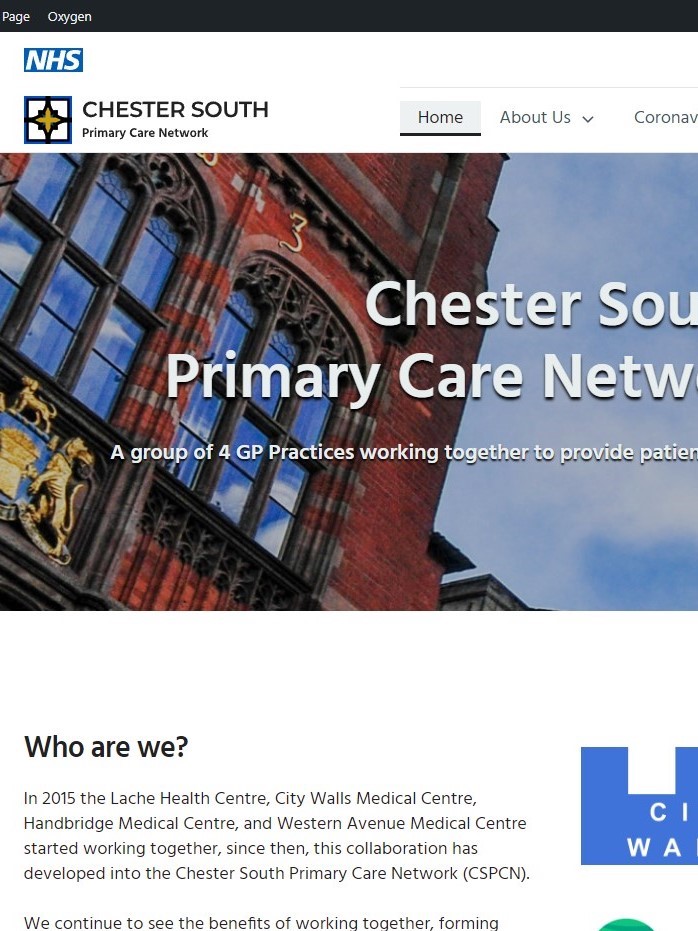 Page Oxygen
NHS
CHESTER SOUTH
Primary Care Network
Home About Us Coronav
Chester Sou
Primary Care Netw
A group of 4 GP Practices working together to provide patien
Who are we?
In 2015 the Lache Health Centre, City Walls Medical Centre,
Handbridge Medical Centre, and Western Avenue Medical Centre
started working together, since then, this collaboration has
developed into the Chester South Primary Care Network (CSPCN).
C I
W A
We continue to see the benefits of working together, forming